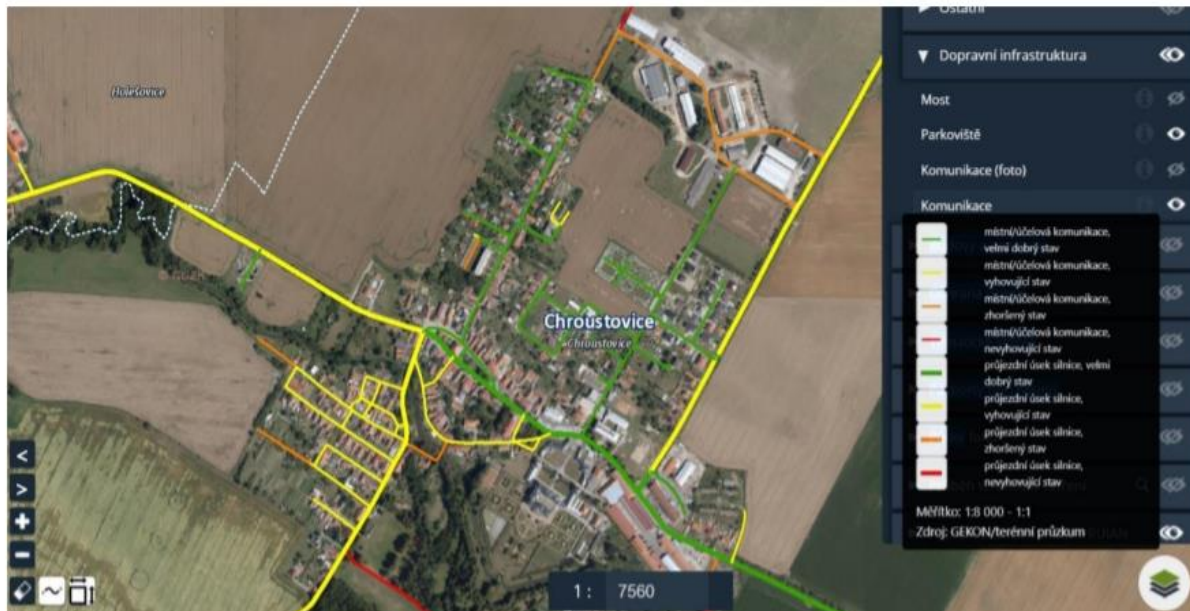 Ostatní
Dopravní infrastruktura
Holešovice
Most
Parkoviště
Komunikace (foto)
Komunikace
místní/účelová komunikace,
velmi dobrý stav
místní/účelová komunikace,
vyhovující stav
místní/účelová komunikace,
zhoršený stav
místní/účelová komunikace,
nevyhovující stav
průjezdní úsek silnice, velmi
dobrý stav
průjezdní úsek silnice,
vyhovující stav
průjezdní úsek silnice,
zhoršený stav
průjezdní úsek silnice,
nevyhovující stav
Měřítko: 1:8 000 - 1:1
Zdroj: GEKON/terénní průzkum
Chroustovice
Chroustovice
<
>
1 : 7560